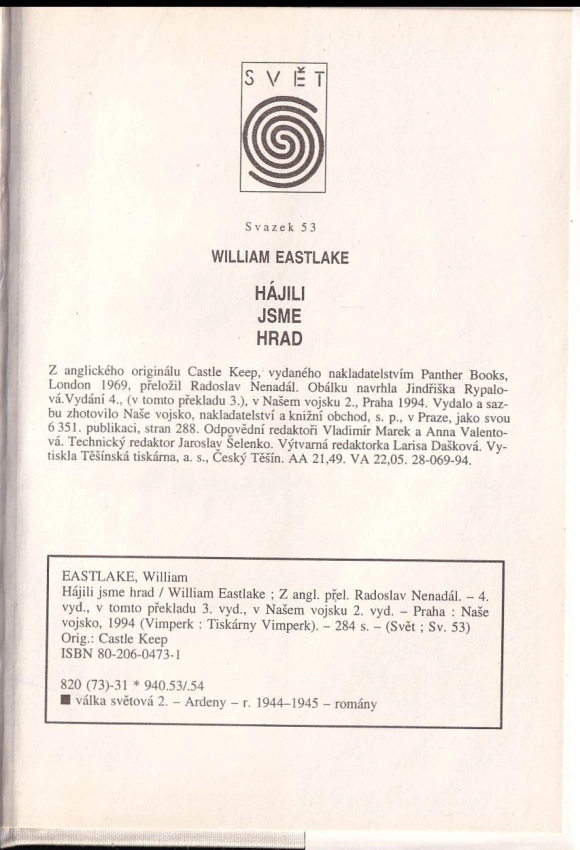 SVĚT
Svazek 53
WILLIAM EASTLAKE
HÁJILI
JSME
HRAD
Z anglického originálu Castle Keep, vydaného nakladatelstvím Panther Books,
London 1969, přeložil Radoslav Nenadál. Obálku navrhla Jindřiška Rypalo-
vá.Vydání 4., (v tomto překladu 3.), v Našem vojsku 2., Praha 1994. Vydalo a saz-
bu zhotovilo Naše vojsko, nakladatelství a knižní obchod, s. p., v Praze, jako svou
6 351. publikaci, stran 288. Odpovědní redaktoři Vladimír Marek a Anna Valento-
vá. Technický redaktor Jaroslav Šelenko. Výtvarná redaktorka Larisa Dašková. Vy-
tiskla Těšínská tiskárna, a. s., Český Těšín. AA 21,49. VA 22,05. 28-069-94.
EASTLAKE, William
Hájili jsme hrad / William Eastlake ; Z angl. přel. Radoslav Nenadál. – 4.
vyd., v tomto překladu 3. vyd., v Našem vojsku 2. vyd. – Praha : Naše
vojsko, 1994 (Vimperk : Tiskárny Vimperk). – 284 s. – (Svět ; Sv. 53)
Orig.: Castle Keep
ISBN 80-206-0473-1
820 (73)-31 * 940.53/.54
■ válka světová 2. – Ardeny – r. 1944–1945 – romány